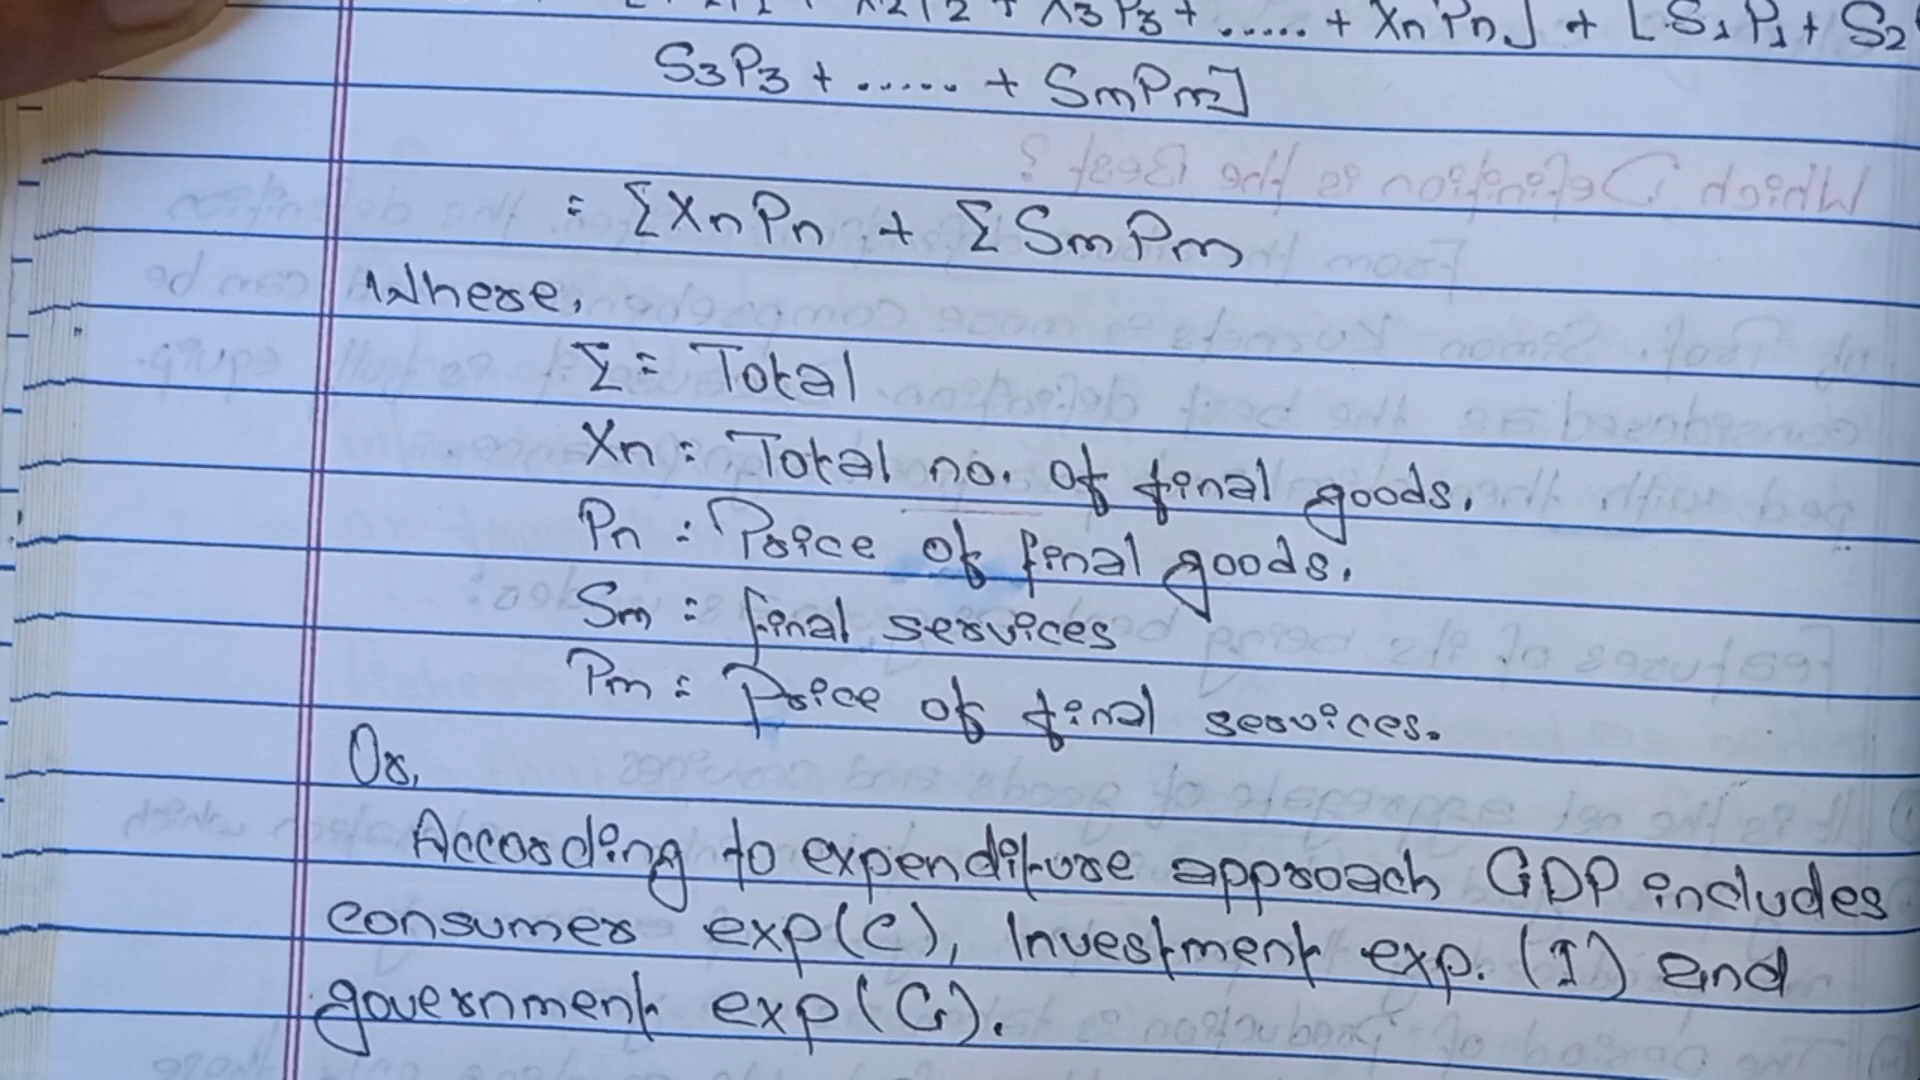 X2P2 + X3P3 + ..... + XnPn] + [S1P1 + S2
S3P3 + ..... + SmPm]
= ΣXnPn + ΣSmPm
Where,
Σ = Total
Xn = Total no. of final goods.
Pn = Price of final goods.
Sm = final services
Pm = Price of final services.
Or,
According to expenditure approach GDP includes
consumer exp(C), Investment exp. (I) and
government exp(G).